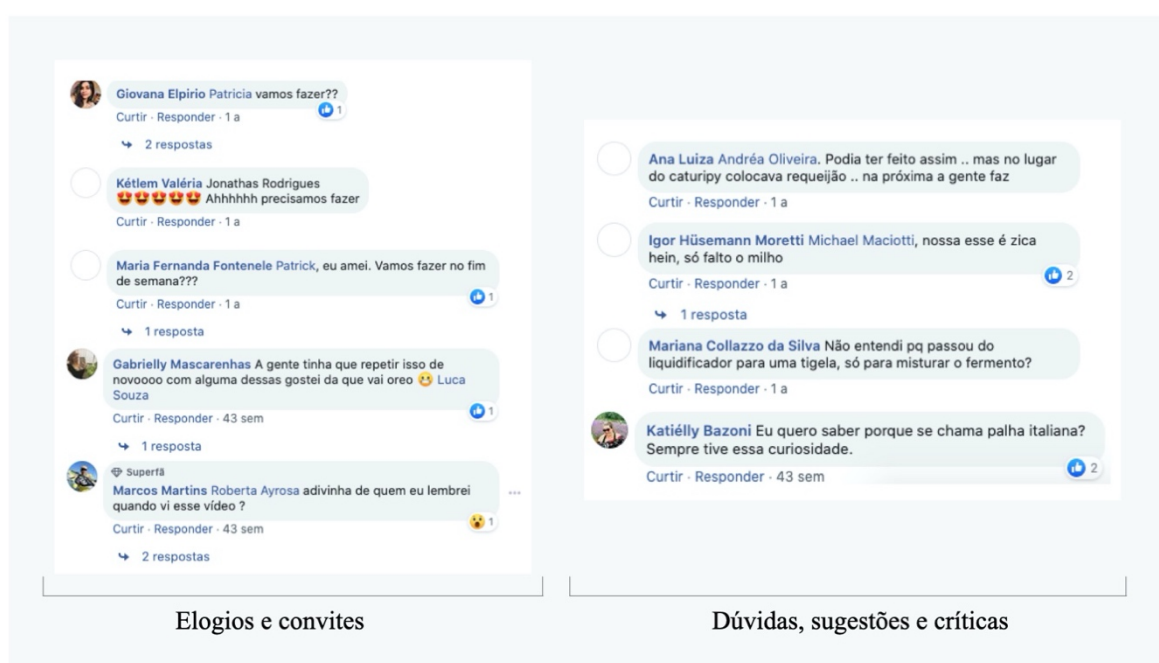 Giovana Elpirio Patricia vamos fazer??
1
Curtir · Responder · 1 a
2 respostas
Kétlem Valéria Jonathas Rodrigues
😍😍😍😍😍 Ahhhhhh precisamos fazer
Curtir · Responder · 1 a
Maria Fernanda Fontenele Patrick, eu amei. Vamos fazer no fim
de semana???
1
Curtir · Responder · 1 a
1 resposta
Gabrielly Mascarenhas A gente tinha que repetir isso de
novoooo com alguma dessas gostei da que vai oreo 😬 Luca
Souza
1
Curtir · Responder · 43 sem
1 resposta
Superfã
Marcos Martins Roberta Ayrosa adivinha de quem eu lembrei
quando vi esse vídeo ?
😮 1
Curtir · Responder · 43 sem
2 respostas
Elogios e convites
Ana Luiza Andréa Oliveira. Podia ter feito assim .. mas no lugar
do caturipy colocava requeijão .. na próxima a gente faz
Curtir · Responder · 1 a
Igor Hüsemann Moretti Michael Maciotti, nossa esse é zica
hein, só falto o milho
2
Curtir · Responder · 1 a
1 resposta
Mariana Collazzo da Silva Não entendi pq passou do
liquidificador para uma tigela, só para misturar o fermento?
Curtir · Responder · 1 a
Katiélly Bazoni Eu quero saber porque se chama palha italiana?
Sempre tive essa curiosidade.
2
Curtir · Responder · 43 sem
Dúvidas, sugestões e críticas